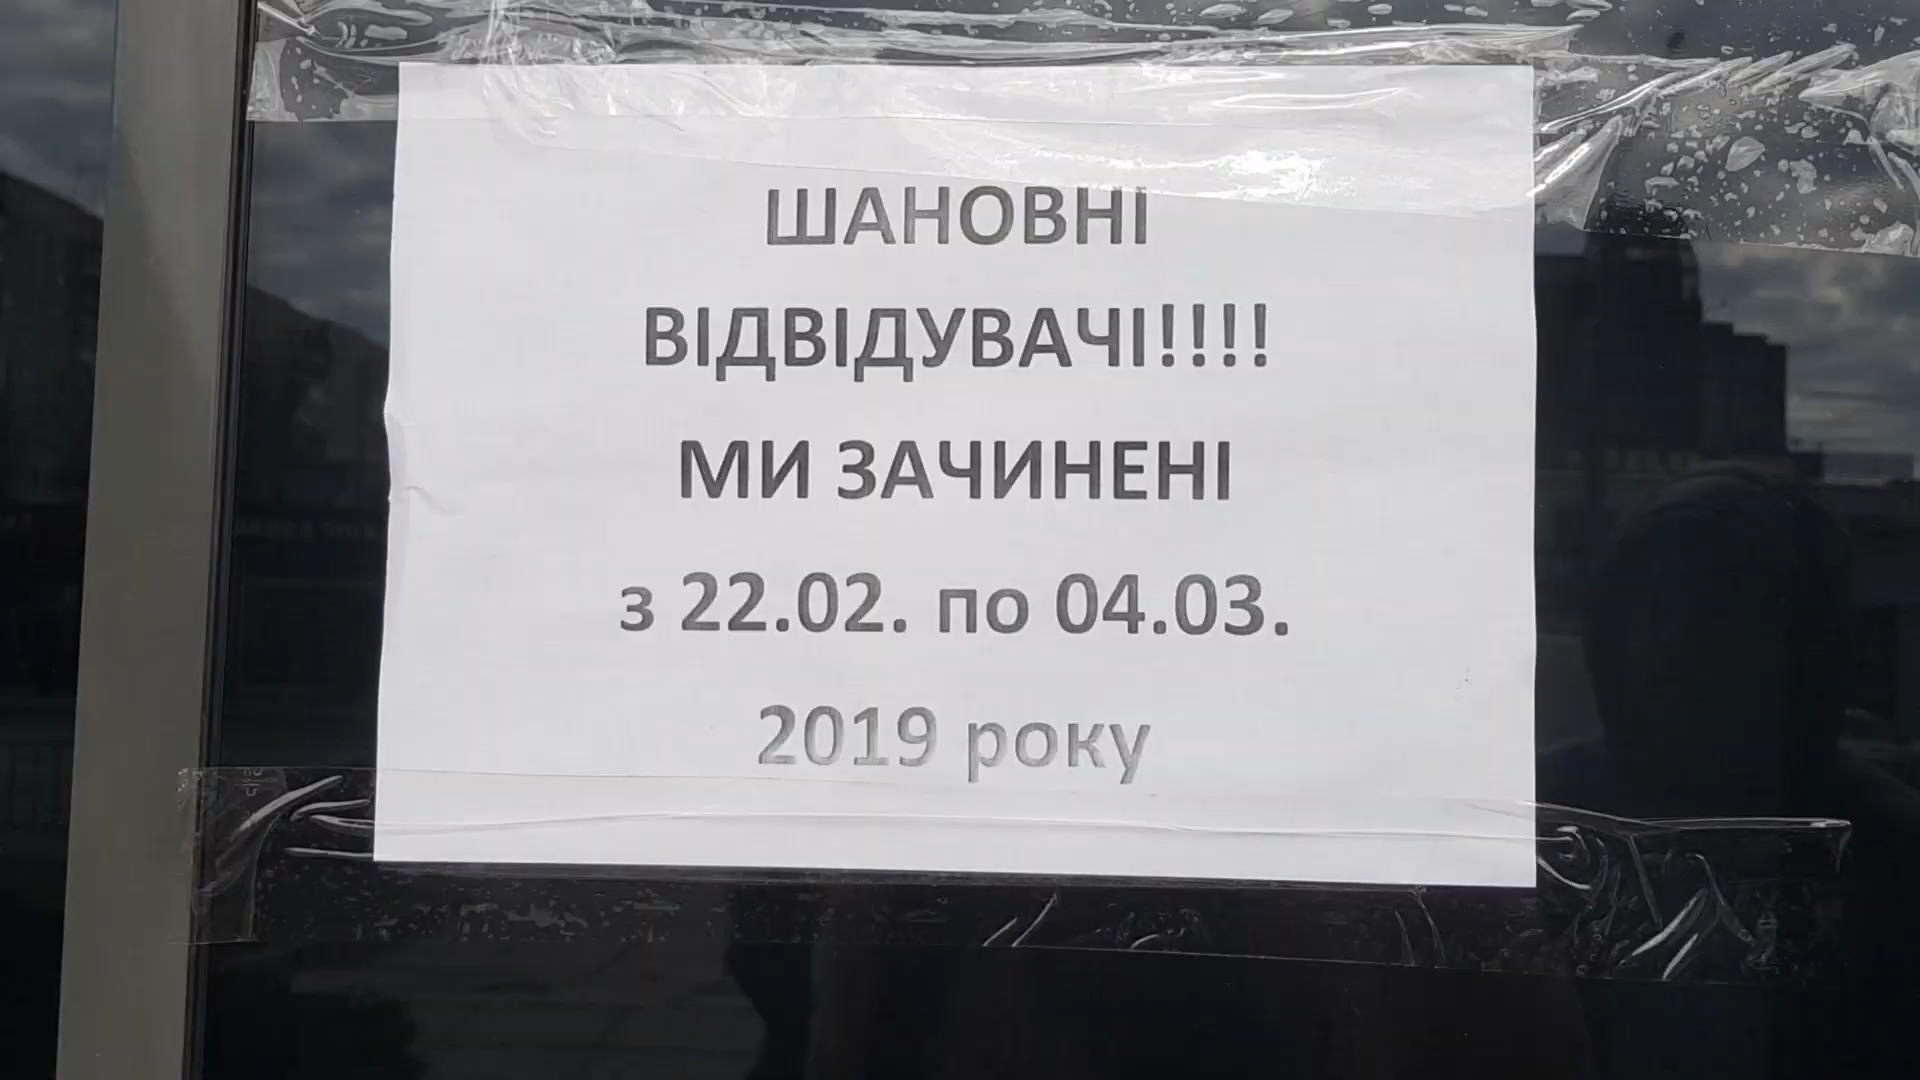 ШАНОВНІ
ВІДВІДУВАЧІ!!!!
МИ ЗАЧИНЕНІ
з 22.02. по 04.03.
2019 року